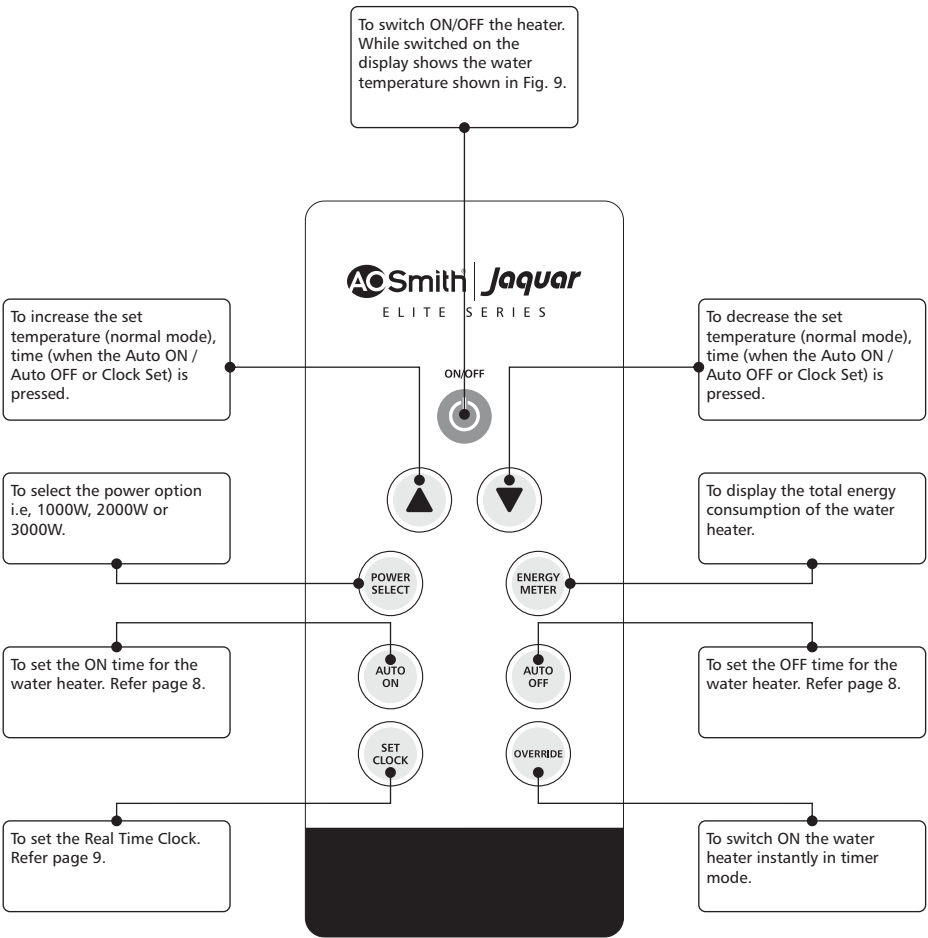 To switch ON/OFF the heater.
While switched on the
display shows the water
temperature shown in Fig. 9.
AO Smith® | Jaquar
ELITE SERIES
To increase the set
temperature (normal mode),
time (when the Auto ON /
Auto OFF or Clock Set) is
pressed.
To decrease the set
temperature (normal mode),
time (when the Auto ON /
Auto OFF or Clock Set) is
pressed.
ON/OFF
To select the power option
i.e, 1000W, 2000W or
3000W.
To display the total energy
consumption of the water
heater.
POWER
SELECT
ENERGY
METER
To set the ON time for the
water heater. Refer page 8.
AUTO
ON
AUTO
OFF
To set the OFF time for the
water heater. Refer page 8.
SET
CLOCK
OVERRIDE
To set the Real Time Clock.
Refer page 9.
To switch ON the water
heater instantly in timer
mode.